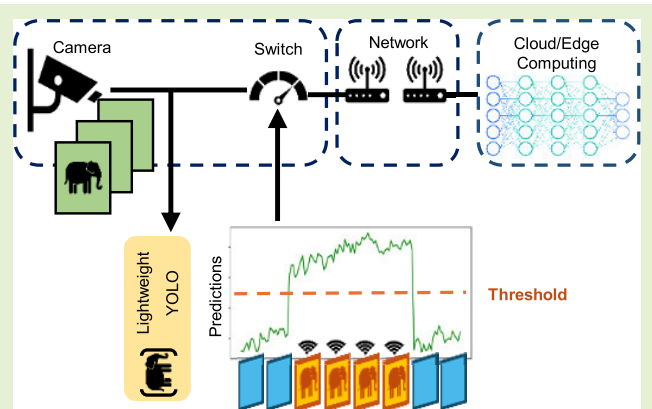 Camera
Switch
Network
Cloud/Edge
Computing
Lightweight
YOLO
Predictions
Threshold